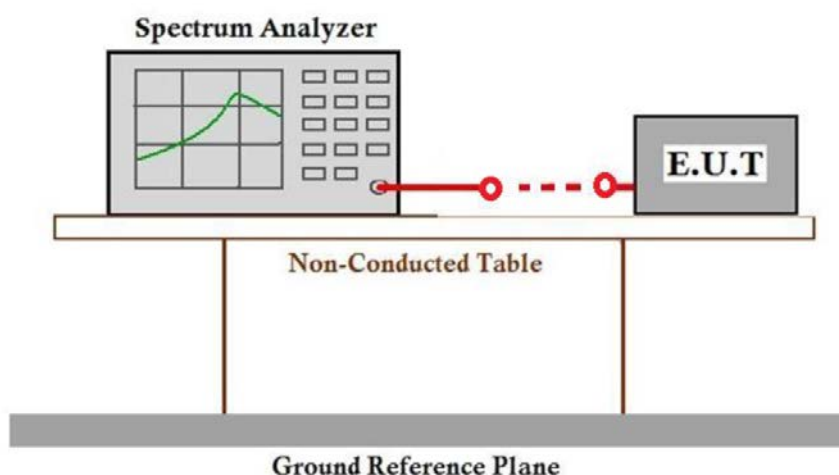 Spectrum Analyzer
E.U.T
Non-Conducted Table
Ground Reference Plane